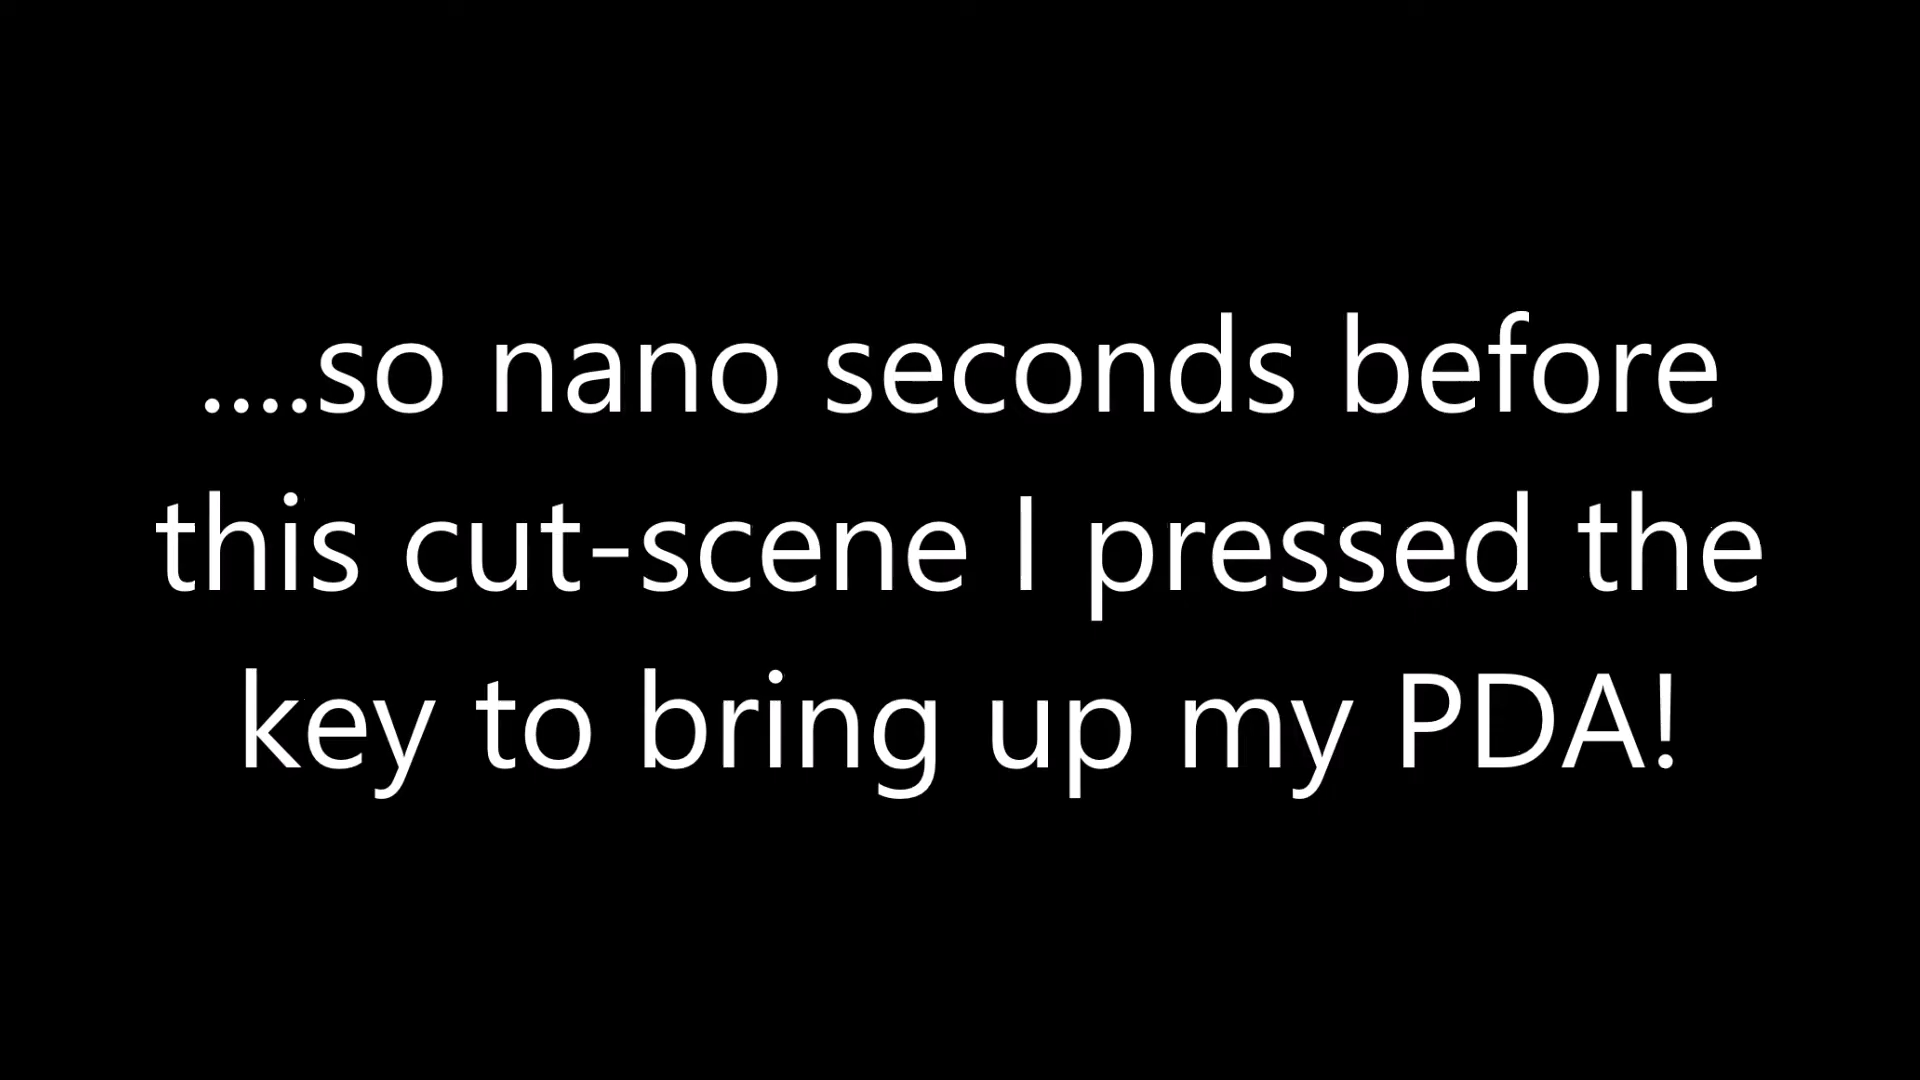 ....so nano seconds before
this cut-scene I pressed the
key to bring up my PDA!